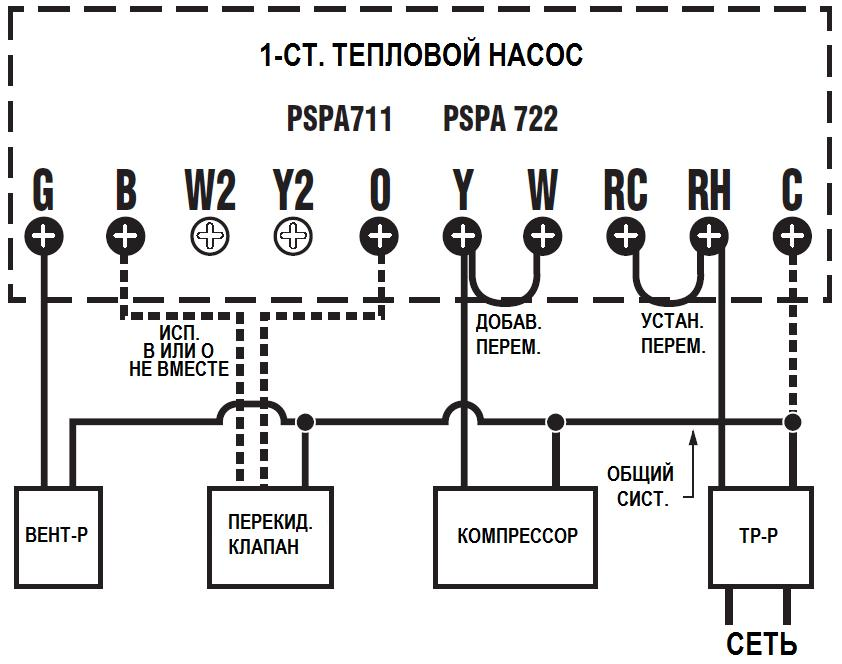 1-СТ. ТЕПЛОВОЙ НАСОС
PSPA711 PSPA 722
G B W2 Y2 O Y W RC RH C
ИСП.
В ИЛИ О
НЕ ВМЕСТЕ
ДОБАВ.
ПЕРЕМ.
УСТАН.
ПЕРЕМ.
ОБЩИЙ
СИСТ.
ВЕНТ-Р
ПЕРЕКИД.
КЛАПАН
КОМПРЕССОР
ТР-Р
СЕТЬ